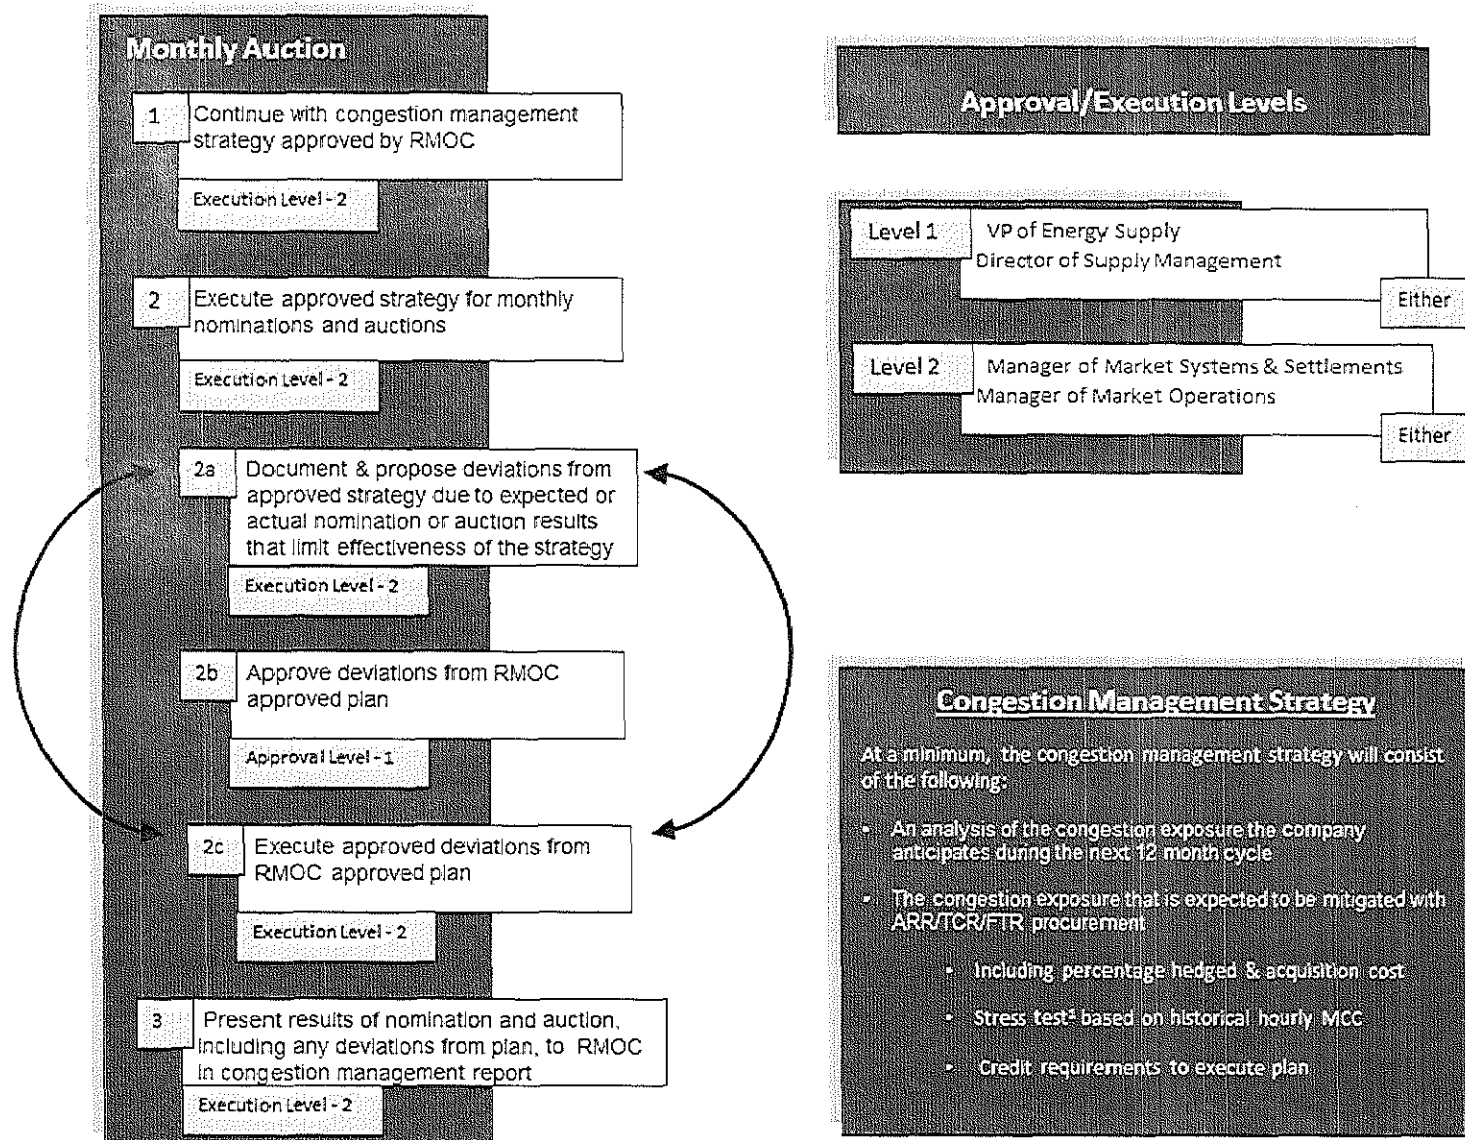 Monthly Auction
1 Continue with congestion management
strategy approved by RMOC
Execution Level - 2
2 Execute approved strategy for monthly
nominations and auctions
Execution Level - 2
2a Document & propose deviations from
approved strategy due to expected or
actual nomination or auction results
that limit effectiveness of the strategy
Execution Level - 2
2b Approve deviations from RMOC
approved plan
Approval Level - 1
2c Execute approved deviations from
RMOC approved plan
Execution Level - 2
3 Present results of nomination and auction,
including any deviations from plan, to RMOC
in congestion management report
Execution Level - 2
Approval/Execution Levels
Level 1 VP of Energy Supply
Director of Supply Management
Either
Level 2 Manager of Market Systems & Settlements
Manager of Market Operations
Either
Congestion Management Strategy
At a minimum, the congestion management strategy will consist
of the following:
• An analysis of the congestion exposure the company
anticipates during the next 12 month cycle
• The congestion exposure that is expected to be mitigated with
ARR/TCR/FTR procurement
• Including percentage hedged & acquisition cost
• Stress test¹ based on historical hourly MCC
• Credit requirements to execute plan